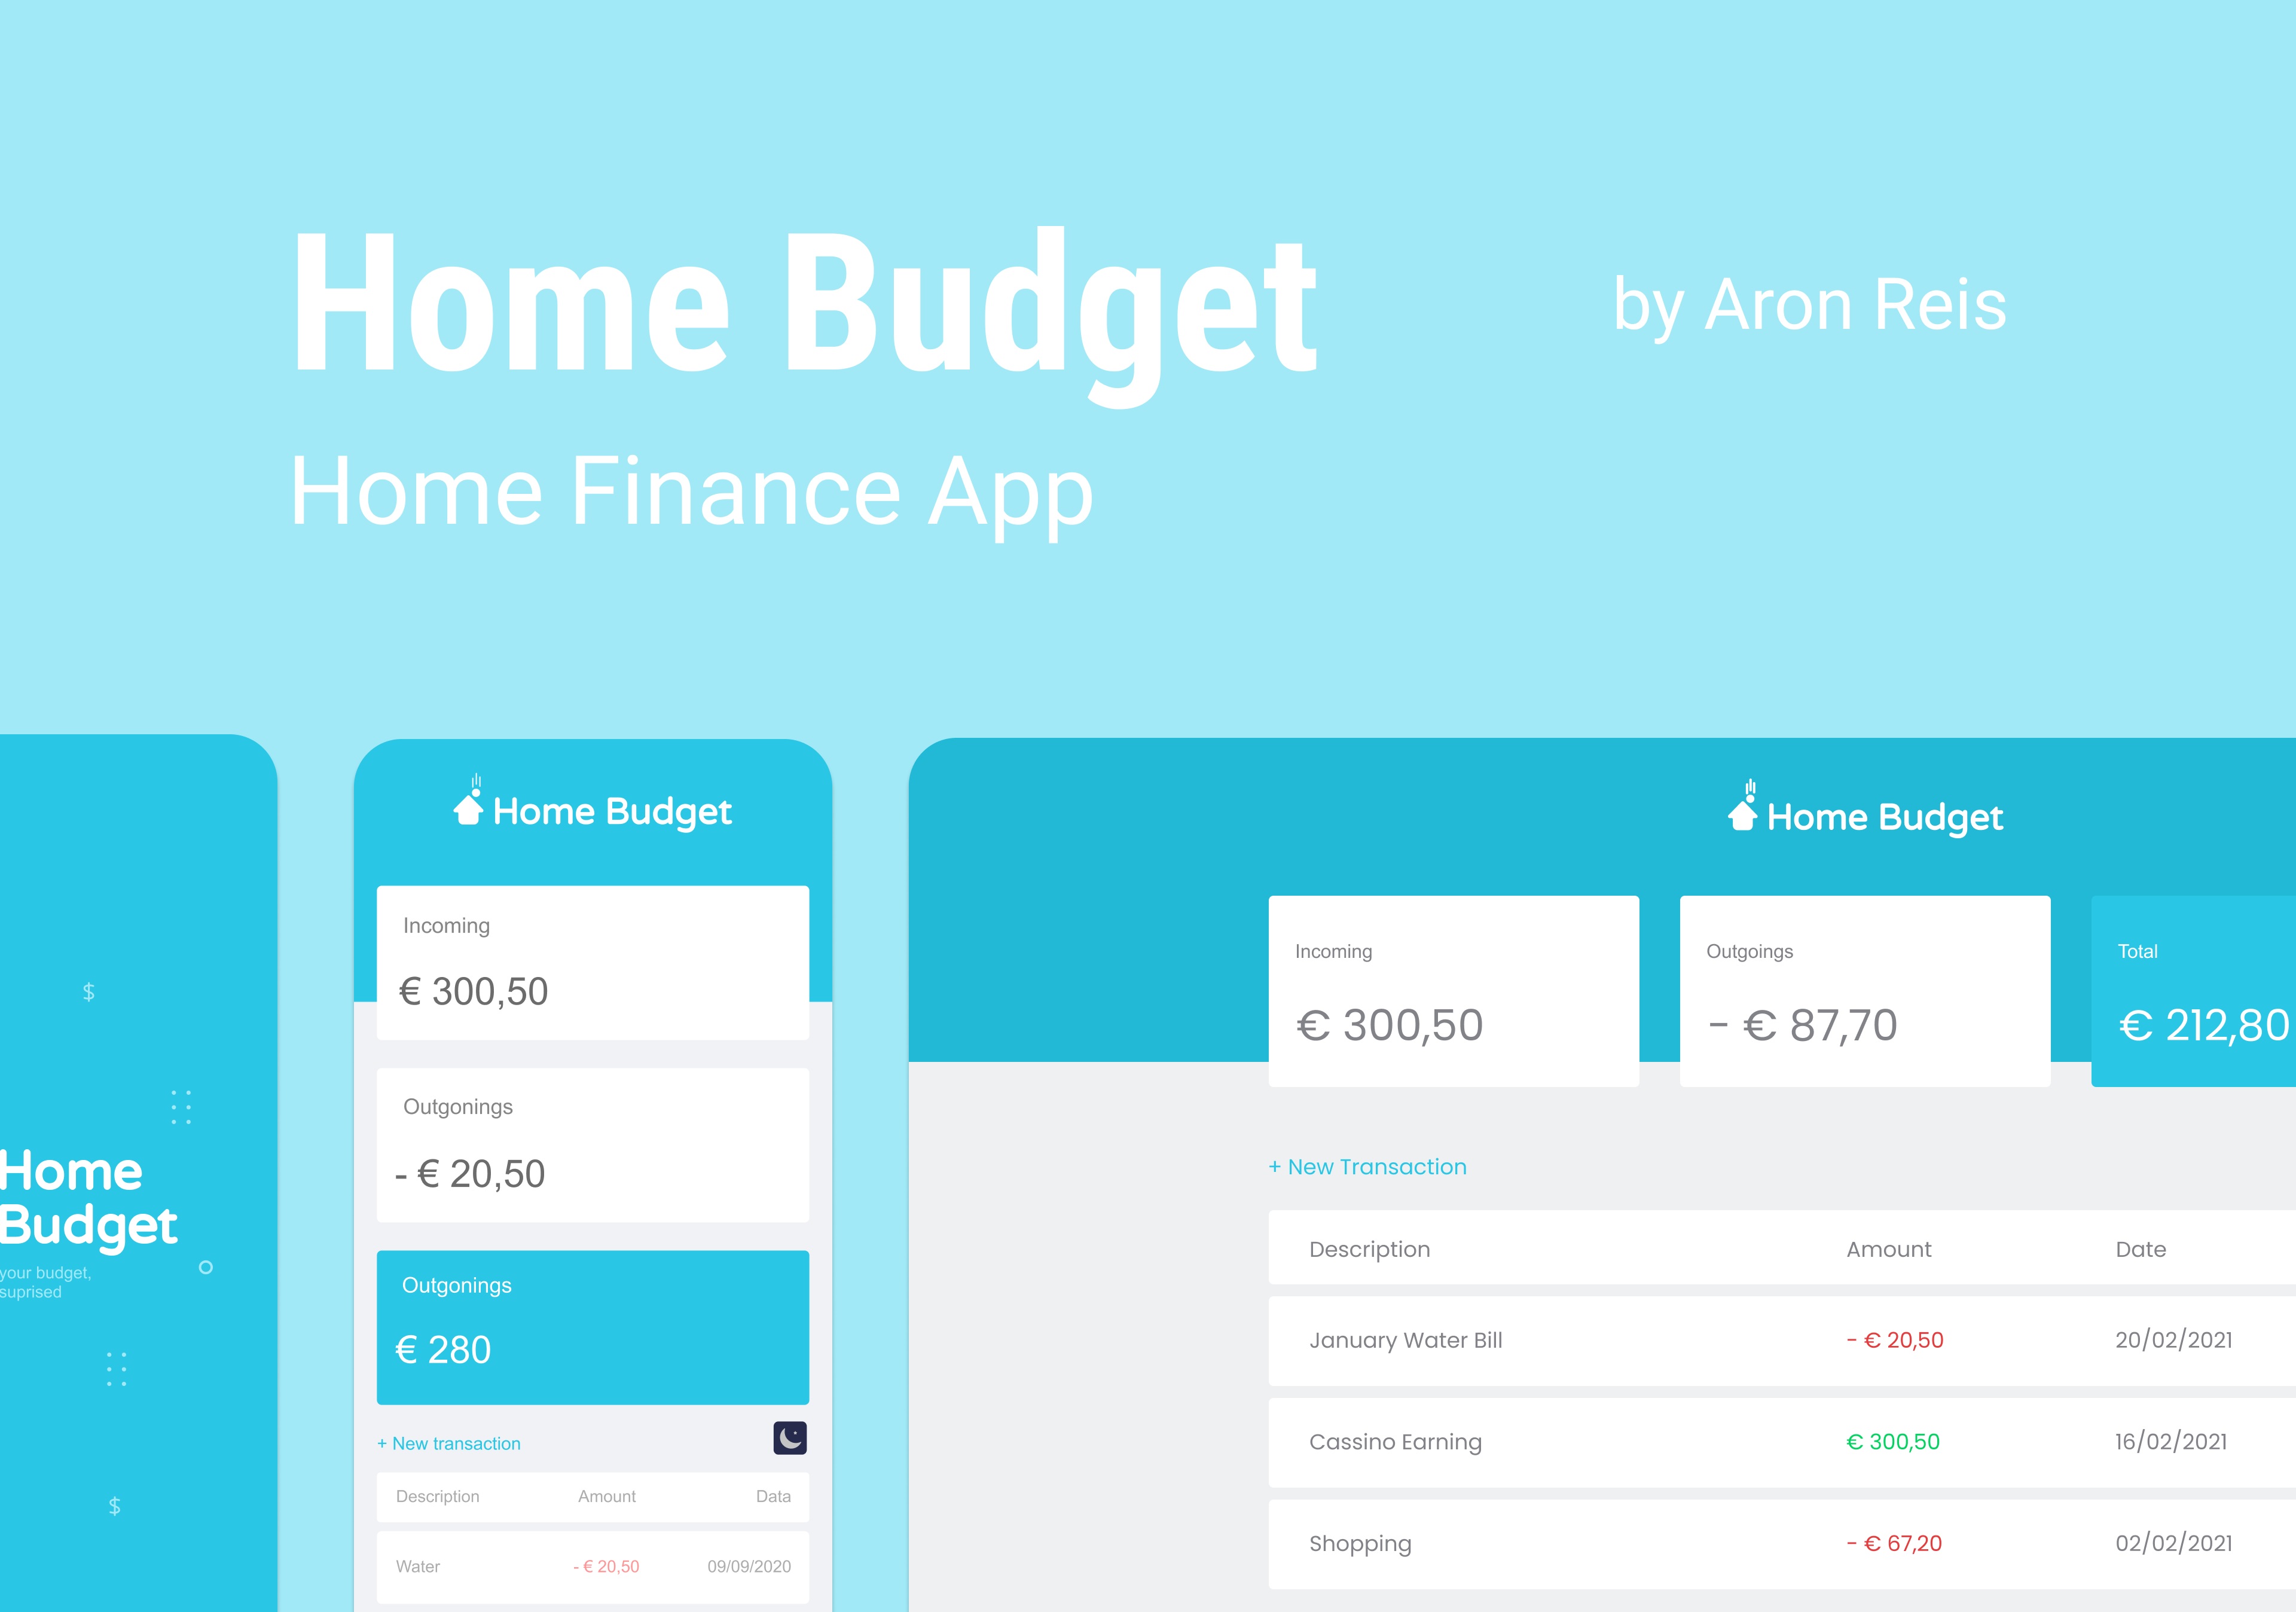 Home Budget
by Aron Reis
Home Finance App
$
Home
Budget
your budget,
suprised
$
Home Budget
Incoming
€ 300,50
Outgonings
- € 20,50
Outgonings
€ 280
+ New transaction
Description Amount Data
Water - € 20,50 09/09/2020
Home Budget
Incoming Outgoings Total
€ 300,50 - € 87,70 € 212,80
+ New Transaction
Description Amount Date
January Water Bill - € 20,50 20/02/2021
Cassino Earning € 300,50 16/02/2021
Shopping - € 67,20 02/02/2021